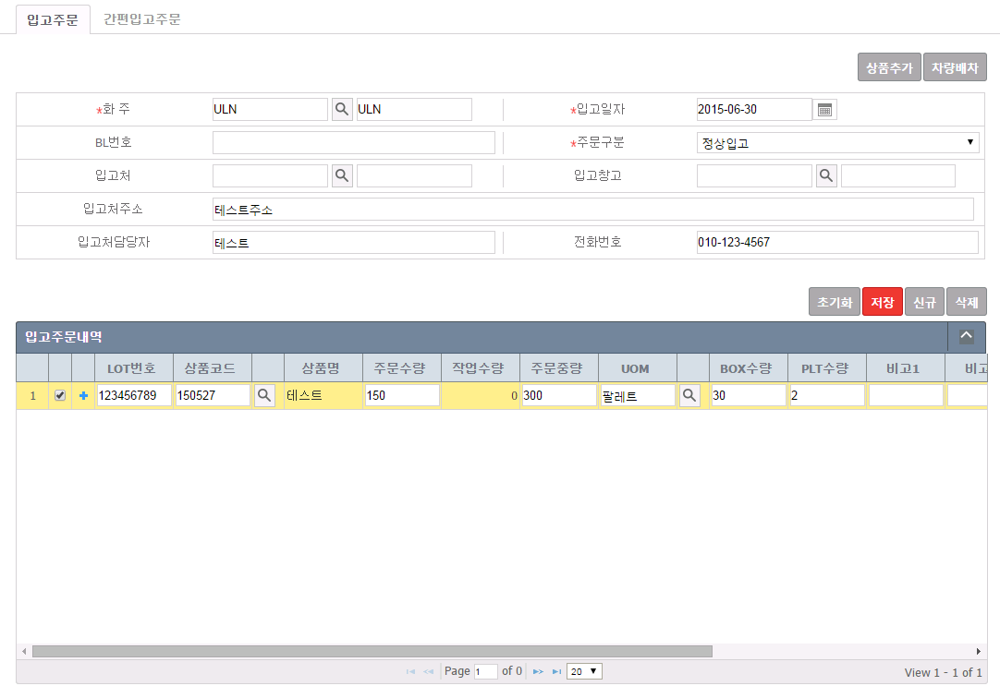 입고주문 간편입고주문
상품추가 차량배차
*화 주 ULN ULN *입고일자 2015-06-30
BL번호 *주문구분 정상입고
입고처 입고창고
입고처주소 테스트주소
입고처담당자 테스트 전화번호 010-123-4567
초기화 저장 신규 삭제
입고주문내역
LOT번호 상품코드 상품명 주문수량 작업수량 주문중량 UOM BOX수량 PLT수량 비고1 비고
1 123456789 150527 테스트 150 0 300 팔레트 30 2
Page 1 of 0 20 View 1 - 1 of 1